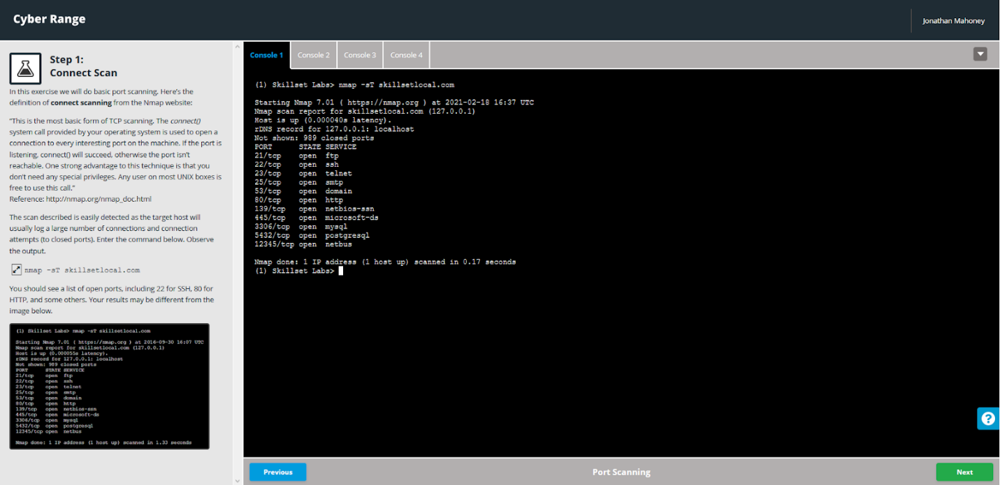 Cyber Range
Jonathan Mahoney
Step 1:
Connect Scan
In this exercise we will do basic port scanning. Here's the
definition of connect scanning from the Nmap website:
"This is the most basic form of TCP scanning. The connect()
system call provided by your operating system is used to open a
connection to every interesting port on the machine. If the port is
listening, connect() will succeed, otherwise the port isn't
reachable. One strong advantage to this technique is that you
don't need any special privileges. Any user on most UNIX boxes is
free to use this call."
Reference: http://nmap.org/nmap_doc.html
The scan described is easily detected as the target host will
usually log a large number of connections and connection
attempts (to closed ports). Enter the command below. Observe
the output.
nmap -sT skillsetlocal.com
You should see a list of open ports, including 22 for SSH, 80 for
HTTP, and some others. Your results may be different from the
image below.
(1) Skillset Labs> nmap -sT skillsetlocal.com
Starting Nmap 7.01 ( https://nmap.org ) at 2016-09-30 16:07 UTC
Nmap scan report for skillsetlocal.com (127.0.0.1)
Host is up (0.000055s latency).
rDNS record for 127.0.0.1: localhost
Not shown: 989 closed ports
PORT STATE SERVICE
21/tcp open ftp
22/tcp open ssh
23/tcp open telnet
25/tcp open smtp
53/tcp open domain
80/tcp open http
139/tcp open netbios-ssn
445/tcp open microsoft-ds
3306/tcp open mysql
5432/tcp open postgresql
12345/tcp open netbus
Nmap done: 1 IP address (1 host up) scanned in 1.33 seconds
Console 1 Console 2 Console 3 Console 4
(1) Skillset Labs> nmap -sT skillsetlocal.com
Starting Nmap 7.01 ( https://nmap.org ) at 2021-02-18 16:37 UTC
Nmap scan report for skillsetlocal.com (127.0.0.1)
Host is up (0.000040s latency).
rDNS record for 127.0.0.1: localhost
Not shown: 989 closed ports
PORT STATE SERVICE
21/tcp open ftp
22/tcp open ssh
23/tcp open telnet
25/tcp open smtp
53/tcp open domain
80/tcp open http
139/tcp open netbios-ssn
445/tcp open microsoft-ds
3306/tcp open mysql
5432/tcp open postgresql
12345/tcp open netbus
Nmap done: 1 IP address (1 host up) scanned in 0.17 seconds
(1) Skillset Labs>
?
Previous Port Scanning Next